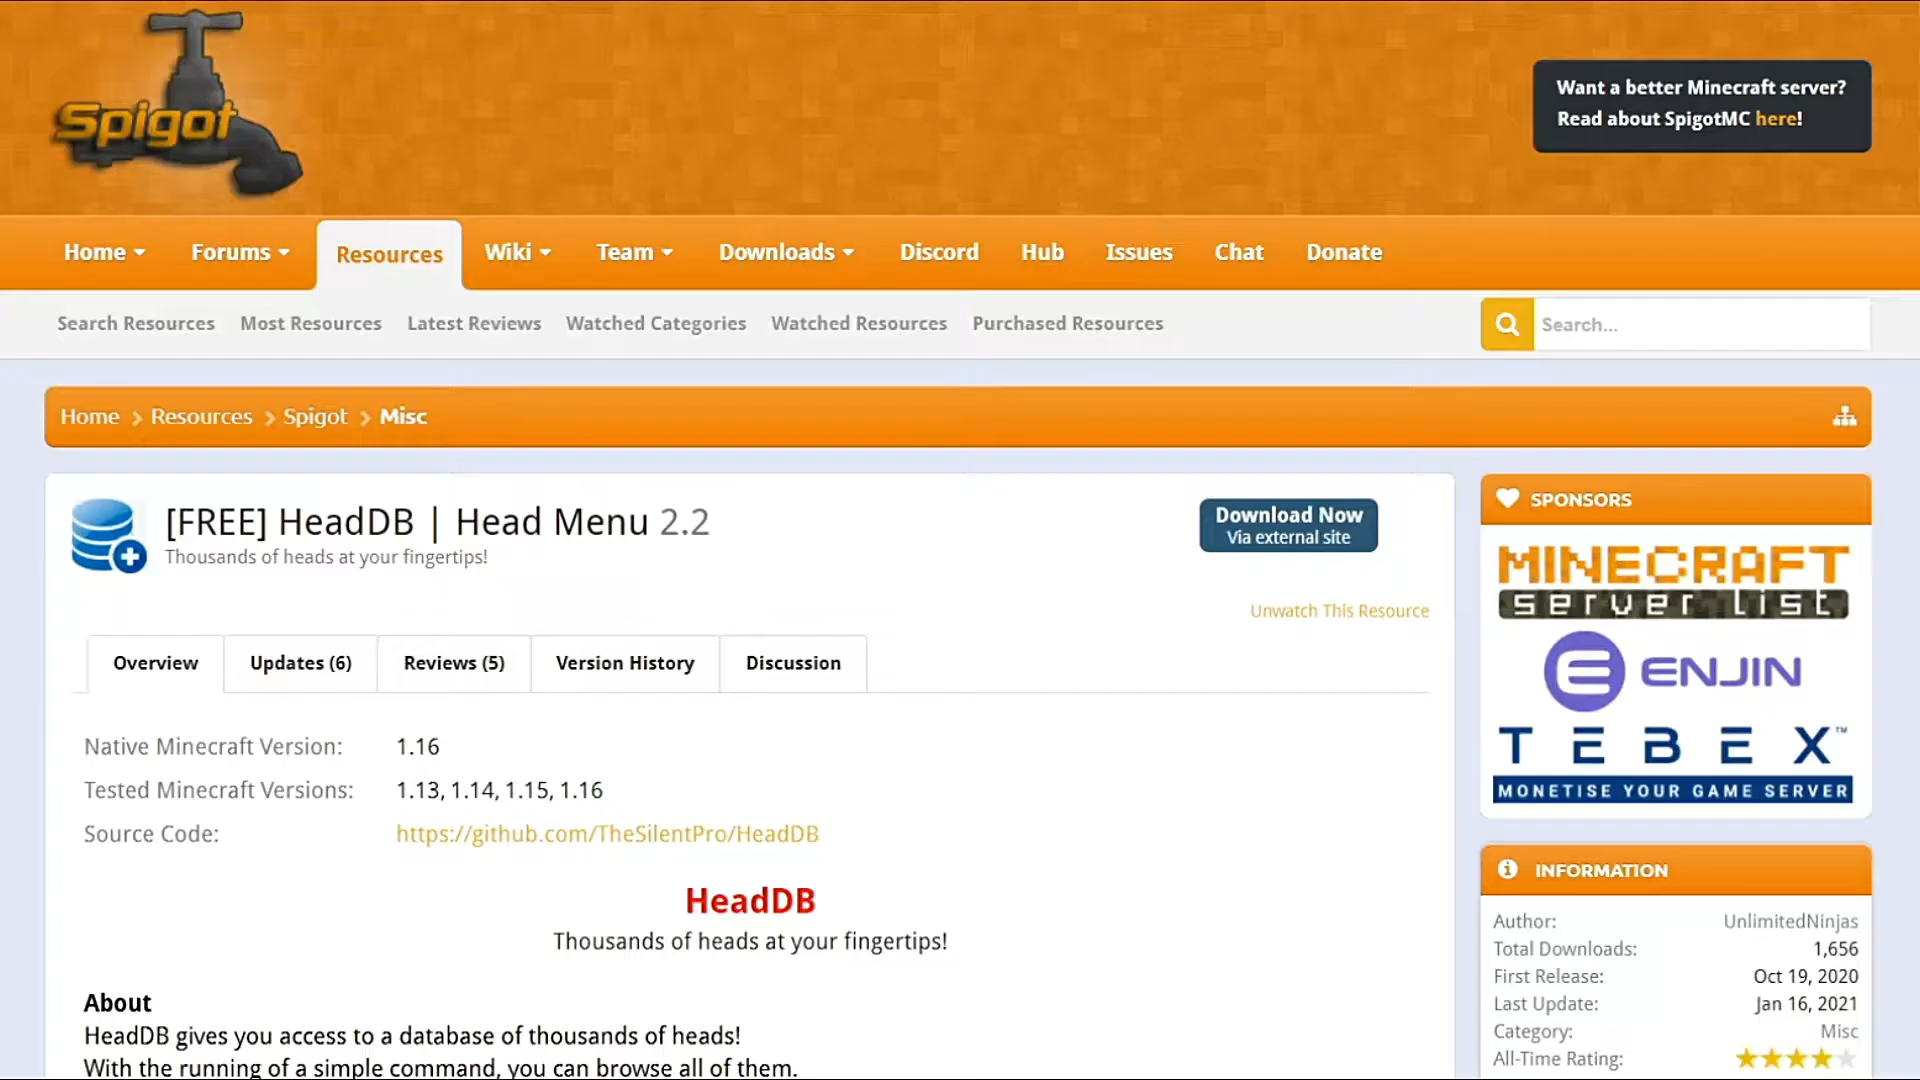 Spigot
Want a better Minecraft server?
Read about SpigotMC here!
Home Forums Resources Wiki Team Downloads Discord Hub Issues Chat Donate
Search Resources Most Resources Latest Reviews Watched Categories Watched Resources Purchased Resources
Search...
Home Resources Spigot Misc
[FREE] HeadDB | Head Menu 2.2
Thousands of heads at your fingertips!
Download Now
Via external site
Unwatch This Resource
Overview Updates (6) Reviews (5) Version History Discussion
Native Minecraft Version: 1.16
Tested Minecraft Versions: 1.13, 1.14, 1.15, 1.16
Source Code: https://github.com/TheSilentPro/HeadDB
HeadDB
Thousands of heads at your fingertips!
About
HeadDB gives you access to a database of thousands of heads!
With the running of a simple command, you can browse all of them.
SPONSORS
MINECRAFT
server list
ENJIN
TEBEX™
MONETISE YOUR GAME SERVER
INFORMATION
Author: UnlimitedNinjas
Total Downloads: 1,656
First Release: Oct 19, 2020
Last Update: Jan 16, 2021
Category: Misc
All-Time Rating: